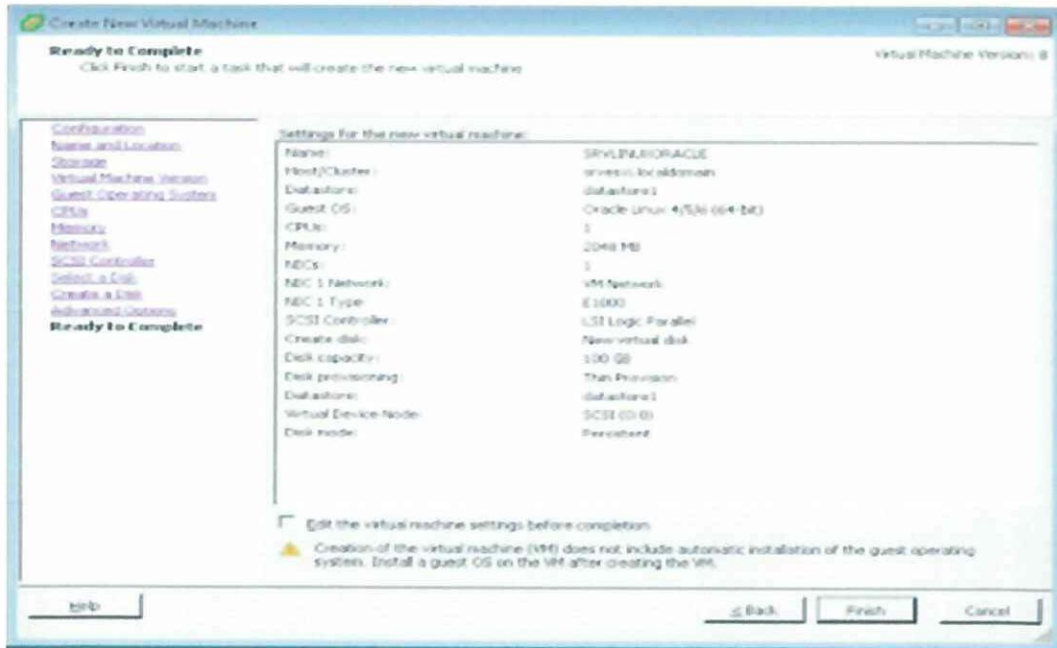 Create New Virtual Machine
Ready to Complete
Click Finish to start a task that will create the new virtual machine
Virtual Machine Version: 8
Configuration
Name and Location
Storage
Virtual Machine Version
Guest Operating System
CPUs
Memory
Network
SCSI Controller
Select a Disk
Create a Disk
Advanced Options
Ready to Complete
Settings for the new virtual machine:
Name: SRVLINUXORACLE
Host/Cluster: srvesxi.localdomain
Datastore: datastore1
Guest OS: Oracle Linux 4/5/6 (64-bit)
CPUs: 1
Memory: 2048 MB
NICs: 1
NIC 1 Network: VM Network
NIC 1 Type: E1000
SCSI Controller: LSI Logic Parallel
Create disk: New virtual disk
Disk capacity: 100 GB
Disk provisioning: Thin Provision
Datastore: datastore1
Virtual Device Node: SCSI (0:0)
Disk mode: Persistent
Edit the virtual machine settings before completion
Creation of the virtual machine (VM) does not include automatic installation of the guest operating
system. Install a guest OS on the VM after creating the VM.
Help
≤ Back
Finish
Cancel